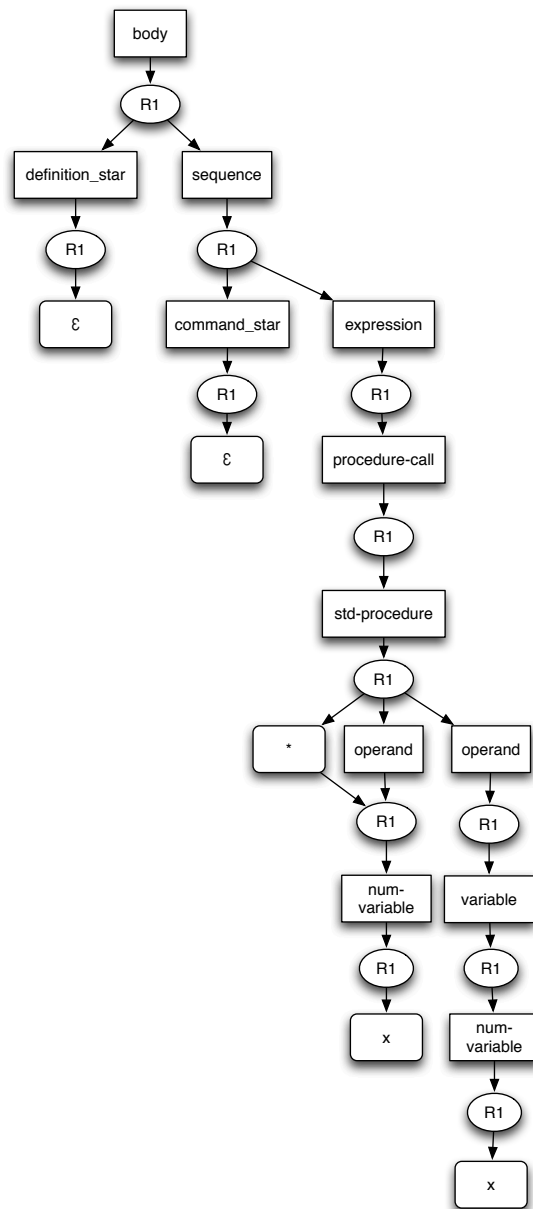 body
R1
definition_star
sequence
R1
R1
ε
command_star
expression
R1
R1
ε
procedure-call
R1
std-procedure
R1
*
operand
operand
R1
R1
num-
variable
variable
R1
R1
x
num-
variable
R1
x